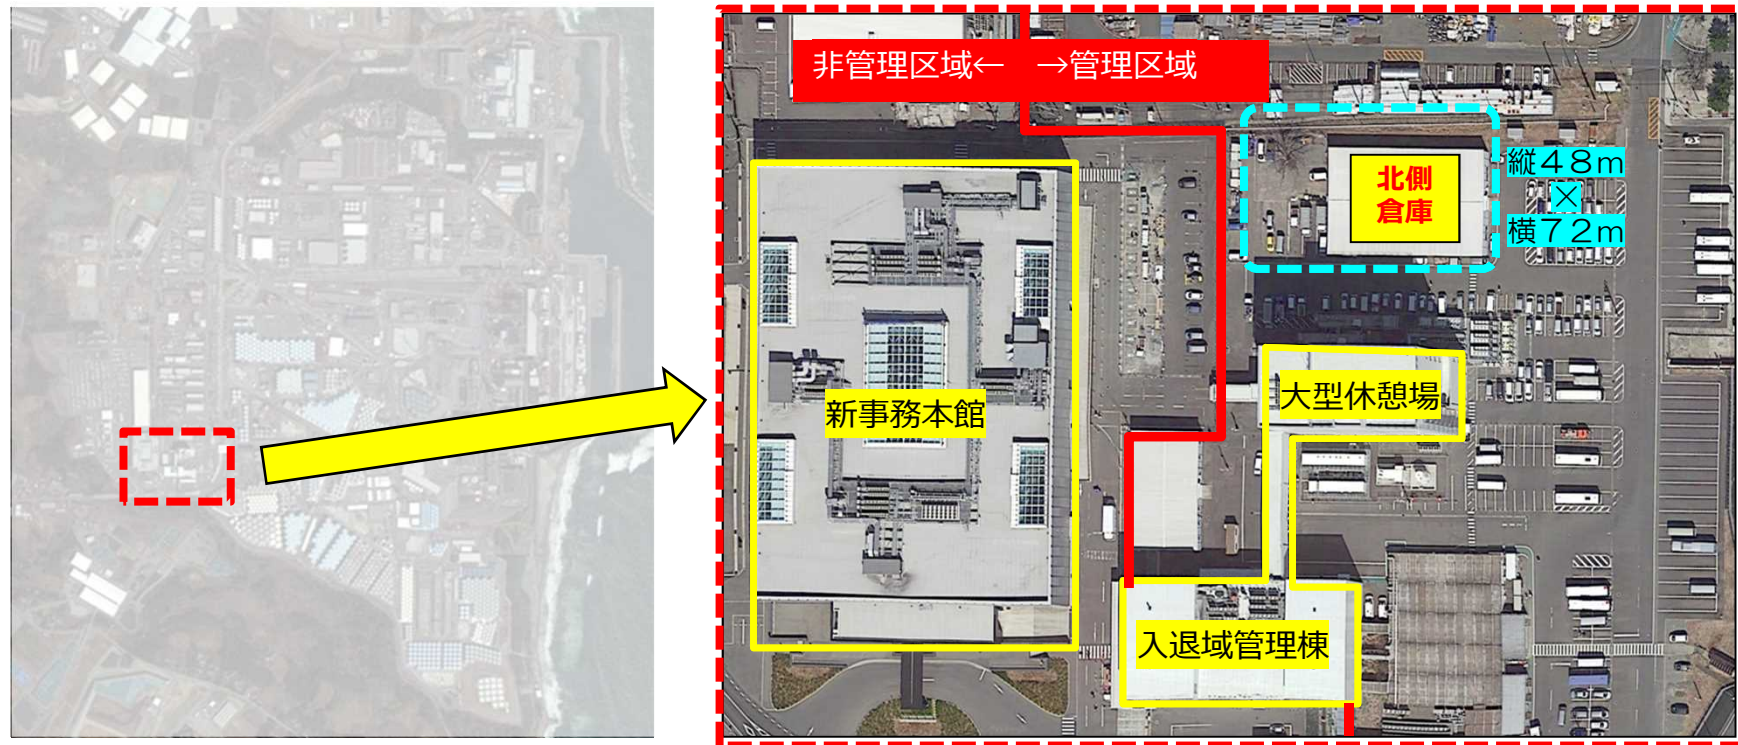 非管理区域← →管理区域
北側
倉庫
縦48m
×
横72m
大型休憩場
新事務本館
入退域管理棟